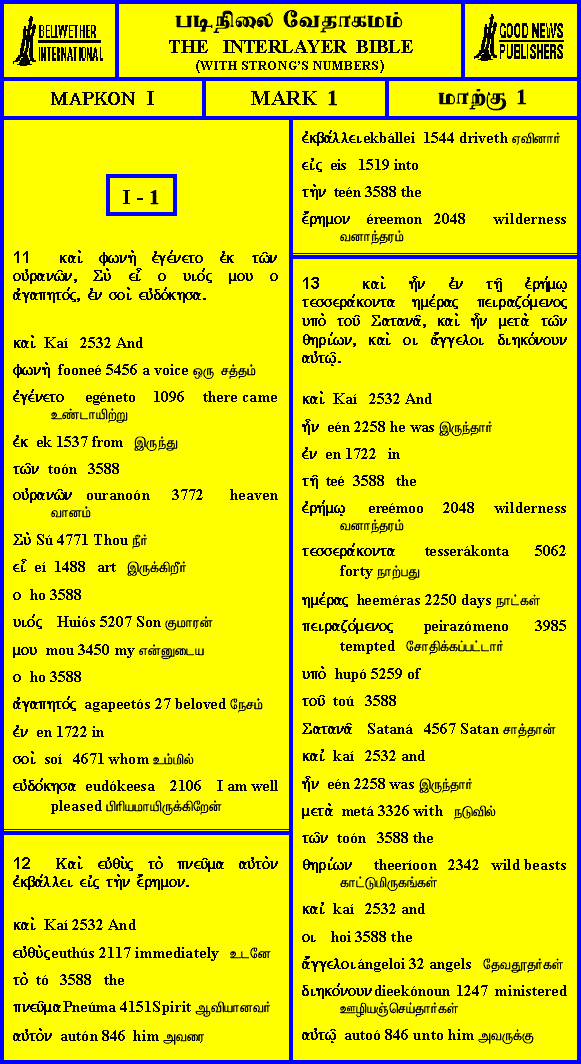 BELLWETHER
INTERNATIONAL
படிநிலை வேதாகமம்
THE INTERLAYER BIBLE
(WITH STRONG'S NUMBERS)
GOOD NEWS
PUBLISHERS
ΜΑΡΚΟΝ Ι
MARK 1
மாற்கு 1
I - 1
11 καὶ φωνὴ ἐγένετο ἐκ τῶν
οὐρανῶν, Σὺ εἶ ο υιός μου ο
ἀγαπητός, ἐν σοὶ εὐδόκησα.
καὶ Kaí 2532 And
φωνὴ fooneé 5456 a voice ஒரு சத்தம்
ἐγένετο egéneto 1096 there came
உண்டாயிற்று
ἐκ ek 1537 from இருந்து
τῶν toón 3588
οὐρανῶν ouranoón 3772 heaven
வானம்
Σὺ Sú 4771 Thou நீர்
εἶ eí 1488 art இருக்கிறீர்
ο ho 3588
υιός Huiós 5207 Son குமாரன்
μου mou 3450 my என்னுடைய
ο ho 3588
ἀγαπητός agapeetós 27 beloved நேசம்
ἐν en 1722 in
σοὶ soí 4671 whom உம்மில்
εὐδόκησα eudókeesa 2106 I am well
pleased பிரியமாயிருக்கிறேன்
12 Καὶ εὐθὺς τὸ πνεῦμα αὐτὸν
ἐκβάλλει εἰς τὴν ἔρημον.
καὶ Kaí 2532 And
εὐθὺς euthús 2117 immediately உடனே
τὸ tó 3588 the
πνεῦμα Pneúma 4151 Spirit ஆவியானவர்
αὐτὸν autón 846 him அவரை
ἐκβάλλει ekbállei 1544 driveth ஏவினார்
εἰς eis 1519 into
τὴν teén 3588 the
ἔρημον éreemon 2048 wilderness
வனாந்தரம்
13 καὶ ἦν ἐν τῇ ἐρήμῳ
τεσσεράκοντα ημέρας πειραζόμενος
υπὸ τοῦ Σατανᾶ, καὶ ἦν μετὰ τῶν
θηρίων, καὶ οι ἄγγελοι διηκόνουν
αὐτῷ.
καὶ Kaí 2532 And
ἦν eén 2258 he was இருந்தார்
ἐν en 1722 in
τῇ teé 3588 the
ἐρήμῳ ereémoo 2048 wilderness
வனாந்தரம்
τεσσεράκοντα tesserákonta 5062
forty நாற்பது
ημέρας heeméras 2250 days நாட்கள்
πειραζόμενος peirazómeno 3985
tempted சோதிக்கப்பட்டார்
υπὸ hupó 5259 of
τοῦ toú 3588
Σατανᾶ Sataná 4567 Satan சாத்தான்
καὶ kaí 2532 and
ἦν eén 2258 was இருந்தார்
μετὰ metá 3326 with நடுவில்
τῶν toón 3588 the
θηρίων theeríoon 2342 wild beasts
காட்டுமிருகங்கள்
καὶ kaí 2532 and
οι hoi 3588 the
ἄγγελοι ángeloi 32 angels தேவதூதர்கள்
διηκόνουν dieekónoun 1247 ministered
ஊழியஞ்செய்தார்கள்
αὐτῷ autoó 846 unto him அவருக்கு